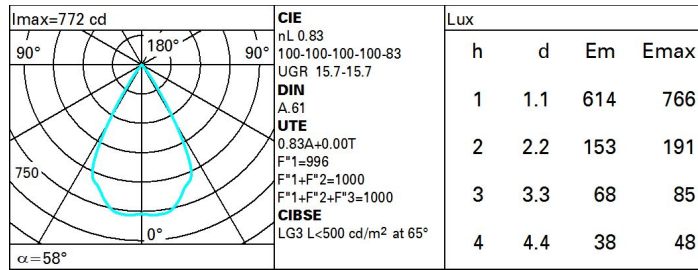 Imax=772 cd
90° 180° 90°
750
0°
α=58°
CIE
nL 0.83
100-100-100-100-83
UGR 15.7-15.7
DIN
A.61
UTE
0.83A+0.00T
F"1=996
F"1+F"2=1000
F"1+F"2+F"3=1000
CIBSE
LG3 L<500 cd/m² at 65°
Lux
h d Em Emax
1 1.1 614 766
2 2.2 153 191
3 3.3 68 85
4 4.4 38 48